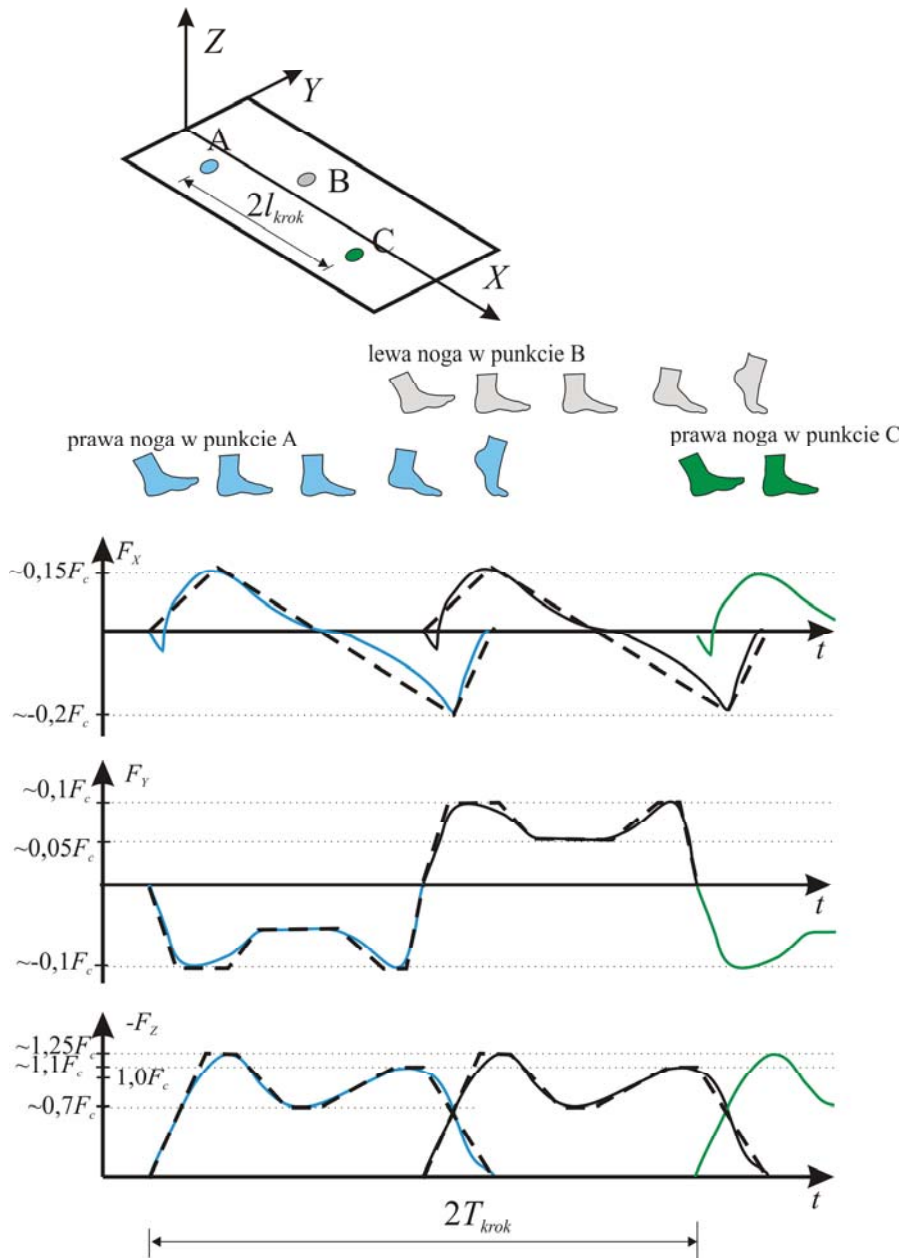 Z
Y
A
B
2l_krok
C
X
lewa noga w punkcie B
prawa noga w punkcie A
prawa noga w punkcie C
F_X
~0,15F_c
t
~-0,2F_c
F_Y
~0,1F_c
~0,05F_c
t
~-0,1F_c
-F_Z
~1,25F_c
~1,1F_c
1,0F_c
~0,7F_c
t
2T_krok